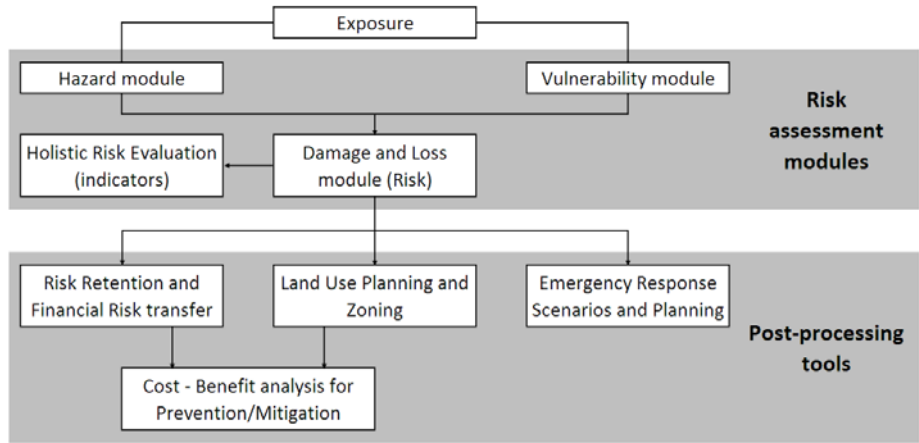 Exposure
Hazard module
Vulnerability module
Risk
assessment
modules
Holistic Risk Evaluation
(indicators)
Damage and Loss
module (Risk)
Risk Retention and
Financial Risk transfer
Land Use Planning and
Zoning
Emergency Response
Scenarios and Planning
Post-processing
tools
Cost - Benefit analysis for
Prevention/Mitigation